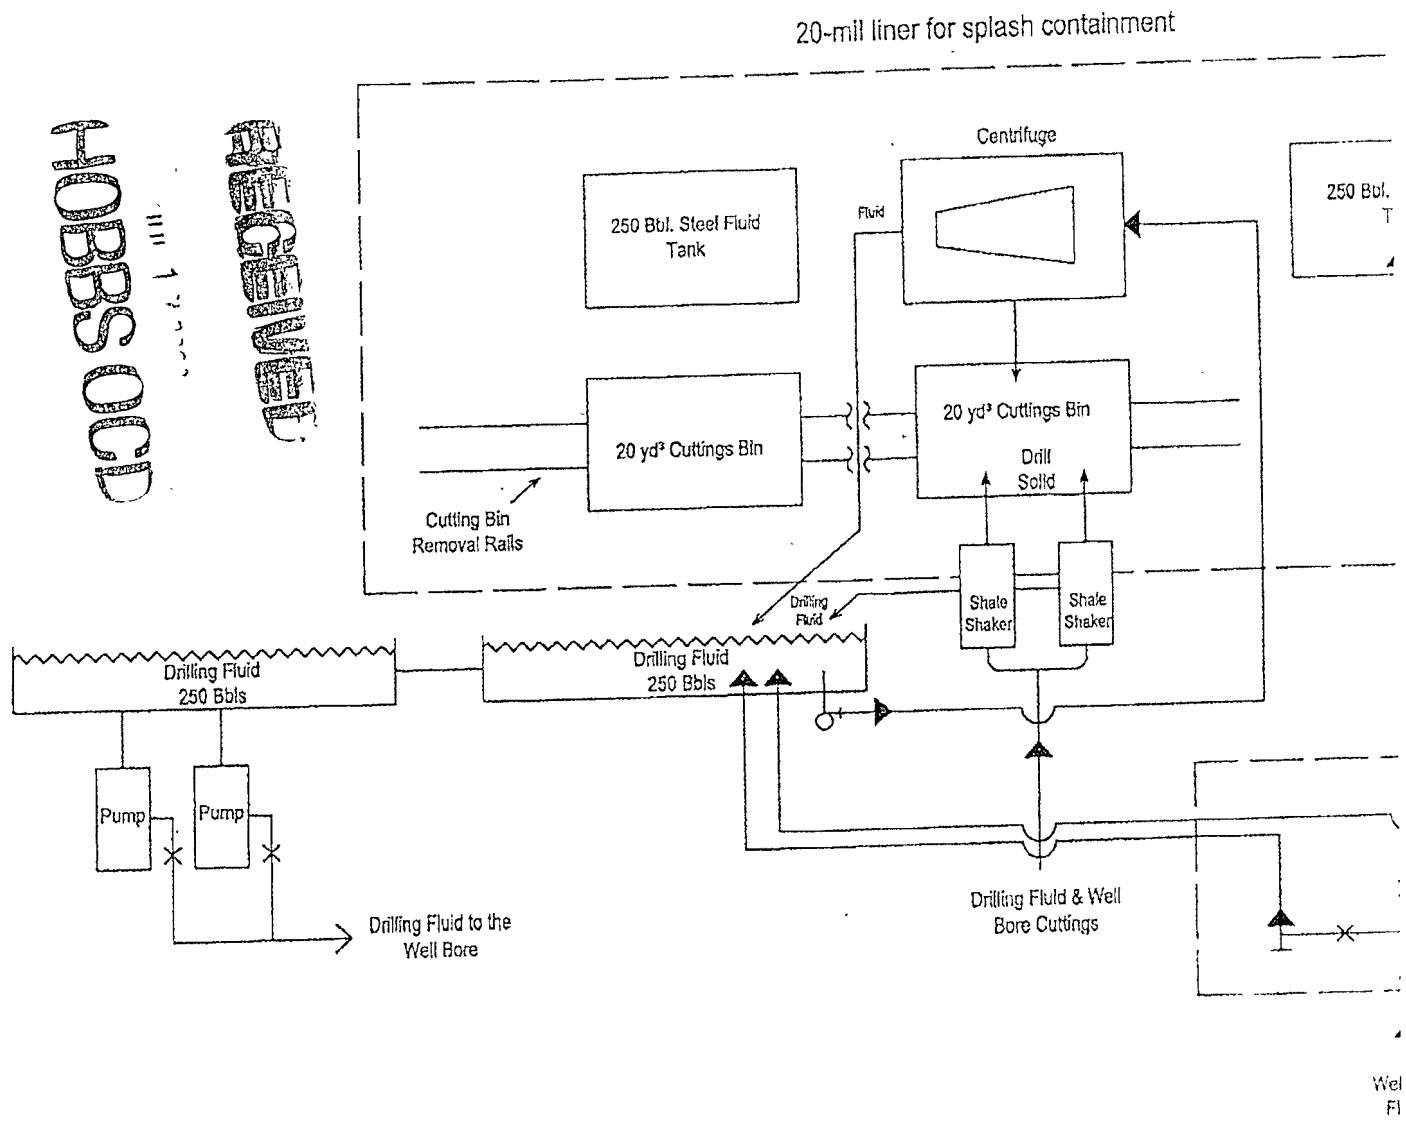 20-mil liner for splash containment
HOBBS OCD
RECEIVED
Centrifuge
250 Bbl. Steel Fluid
Tank
Fluid
250 Bbl.
T
20 yd³ Cuttings Bin
20 yd³ Cuttings Bin
Drill
Solid
Cutting Bin
Removal Rails
Drilling
Fluid
Shale
Shaker
Shale
Shaker
Drilling Fluid
250 Bbls
Drilling Fluid
250 Bbls
Pump
Pump
Drilling Fluid to the
Well Bore
Drilling Fluid & Well
Bore Cuttings
Wel
Fl